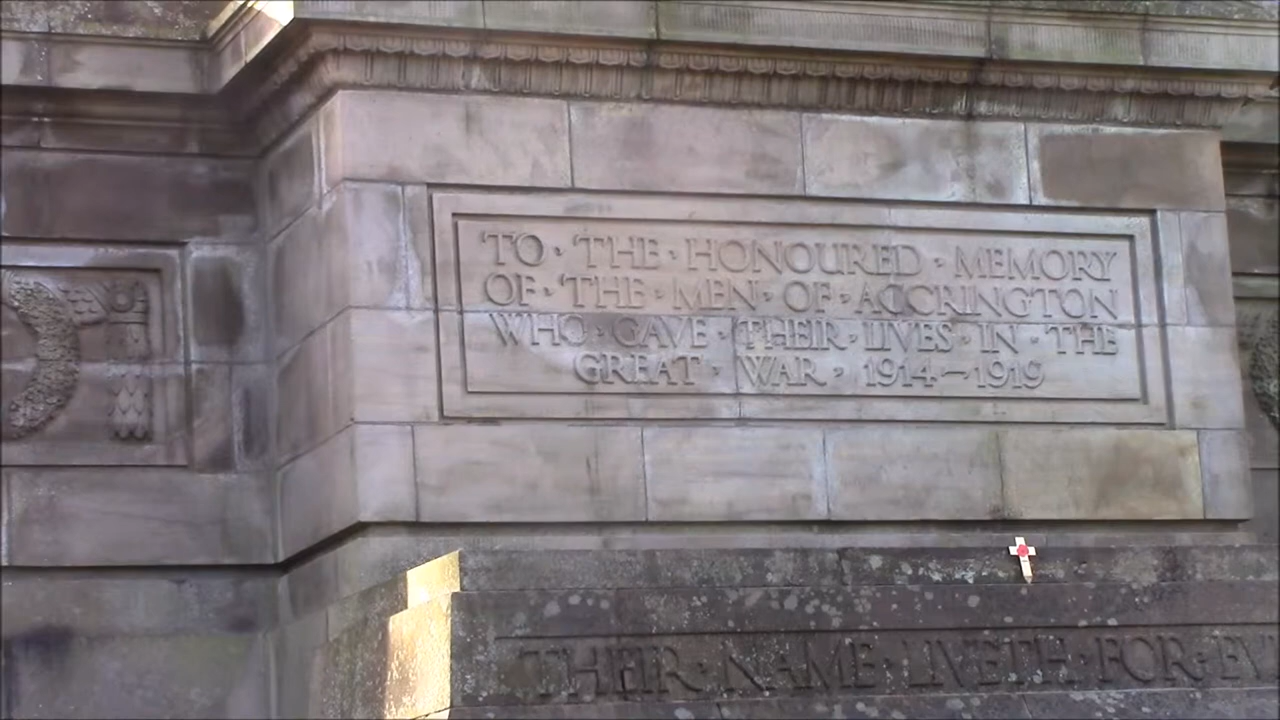 TO · THE · HONOURED · MEMORY
OF · THE · MEN · OF · ACCRINGTON
WHO · GAVE · THEIR · LIVES · IN · THE
GREAT · WAR · 1914-1919
THEIR · NAME · LIVETH · FOR · EV